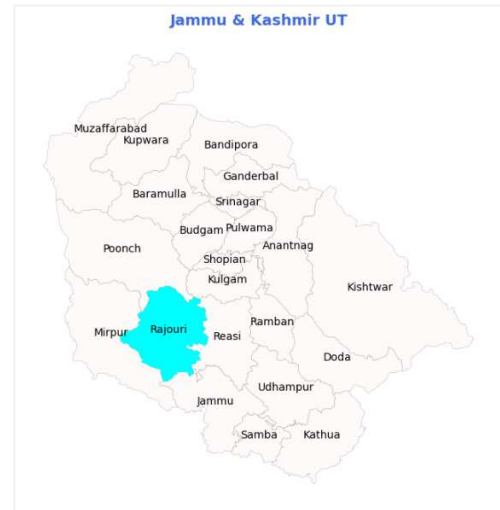 Jammu & Kashmir UT
Muzaffarabad
Kupwara
Bandipora
Ganderbal
Baramulla
Srinagar
Budgam
Pulwama
Poonch
Anantnag
Shopian
Kulgam
Kishtwar
Mirpur
Rajouri
Reasi
Ramban
Doda
Udhampur
Jammu
Samba
Kathua